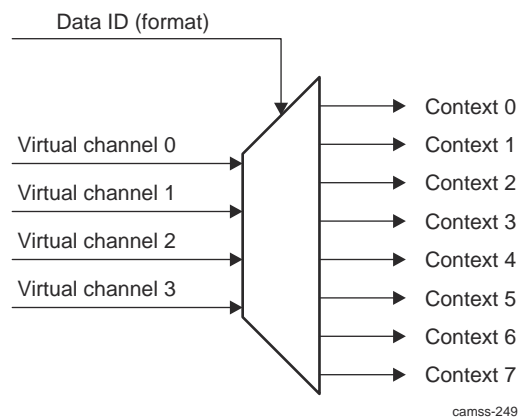 Data ID (format)
Virtual channel 0
Virtual channel 1
Virtual channel 2
Virtual channel 3
Context 0
Context 1
Context 2
Context 3
Context 4
Context 5
Context 6
Context 7
camss-249